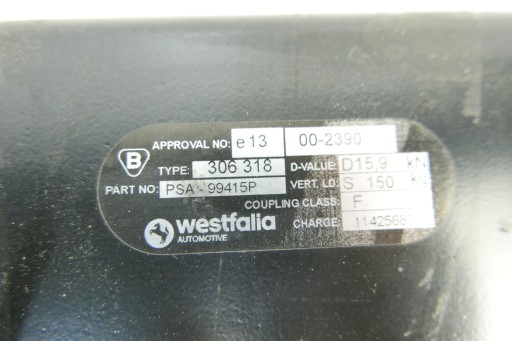 B
APPROVAL NO: e13 00-2390
TYPE: 306 318 D-VALUE: D15,9 kN
PART NO: PSA - 99415P VERT. LD: S 150 kg
COUPLING CLASS: F
westfalia CHARGE:
AUTOMOTIVE